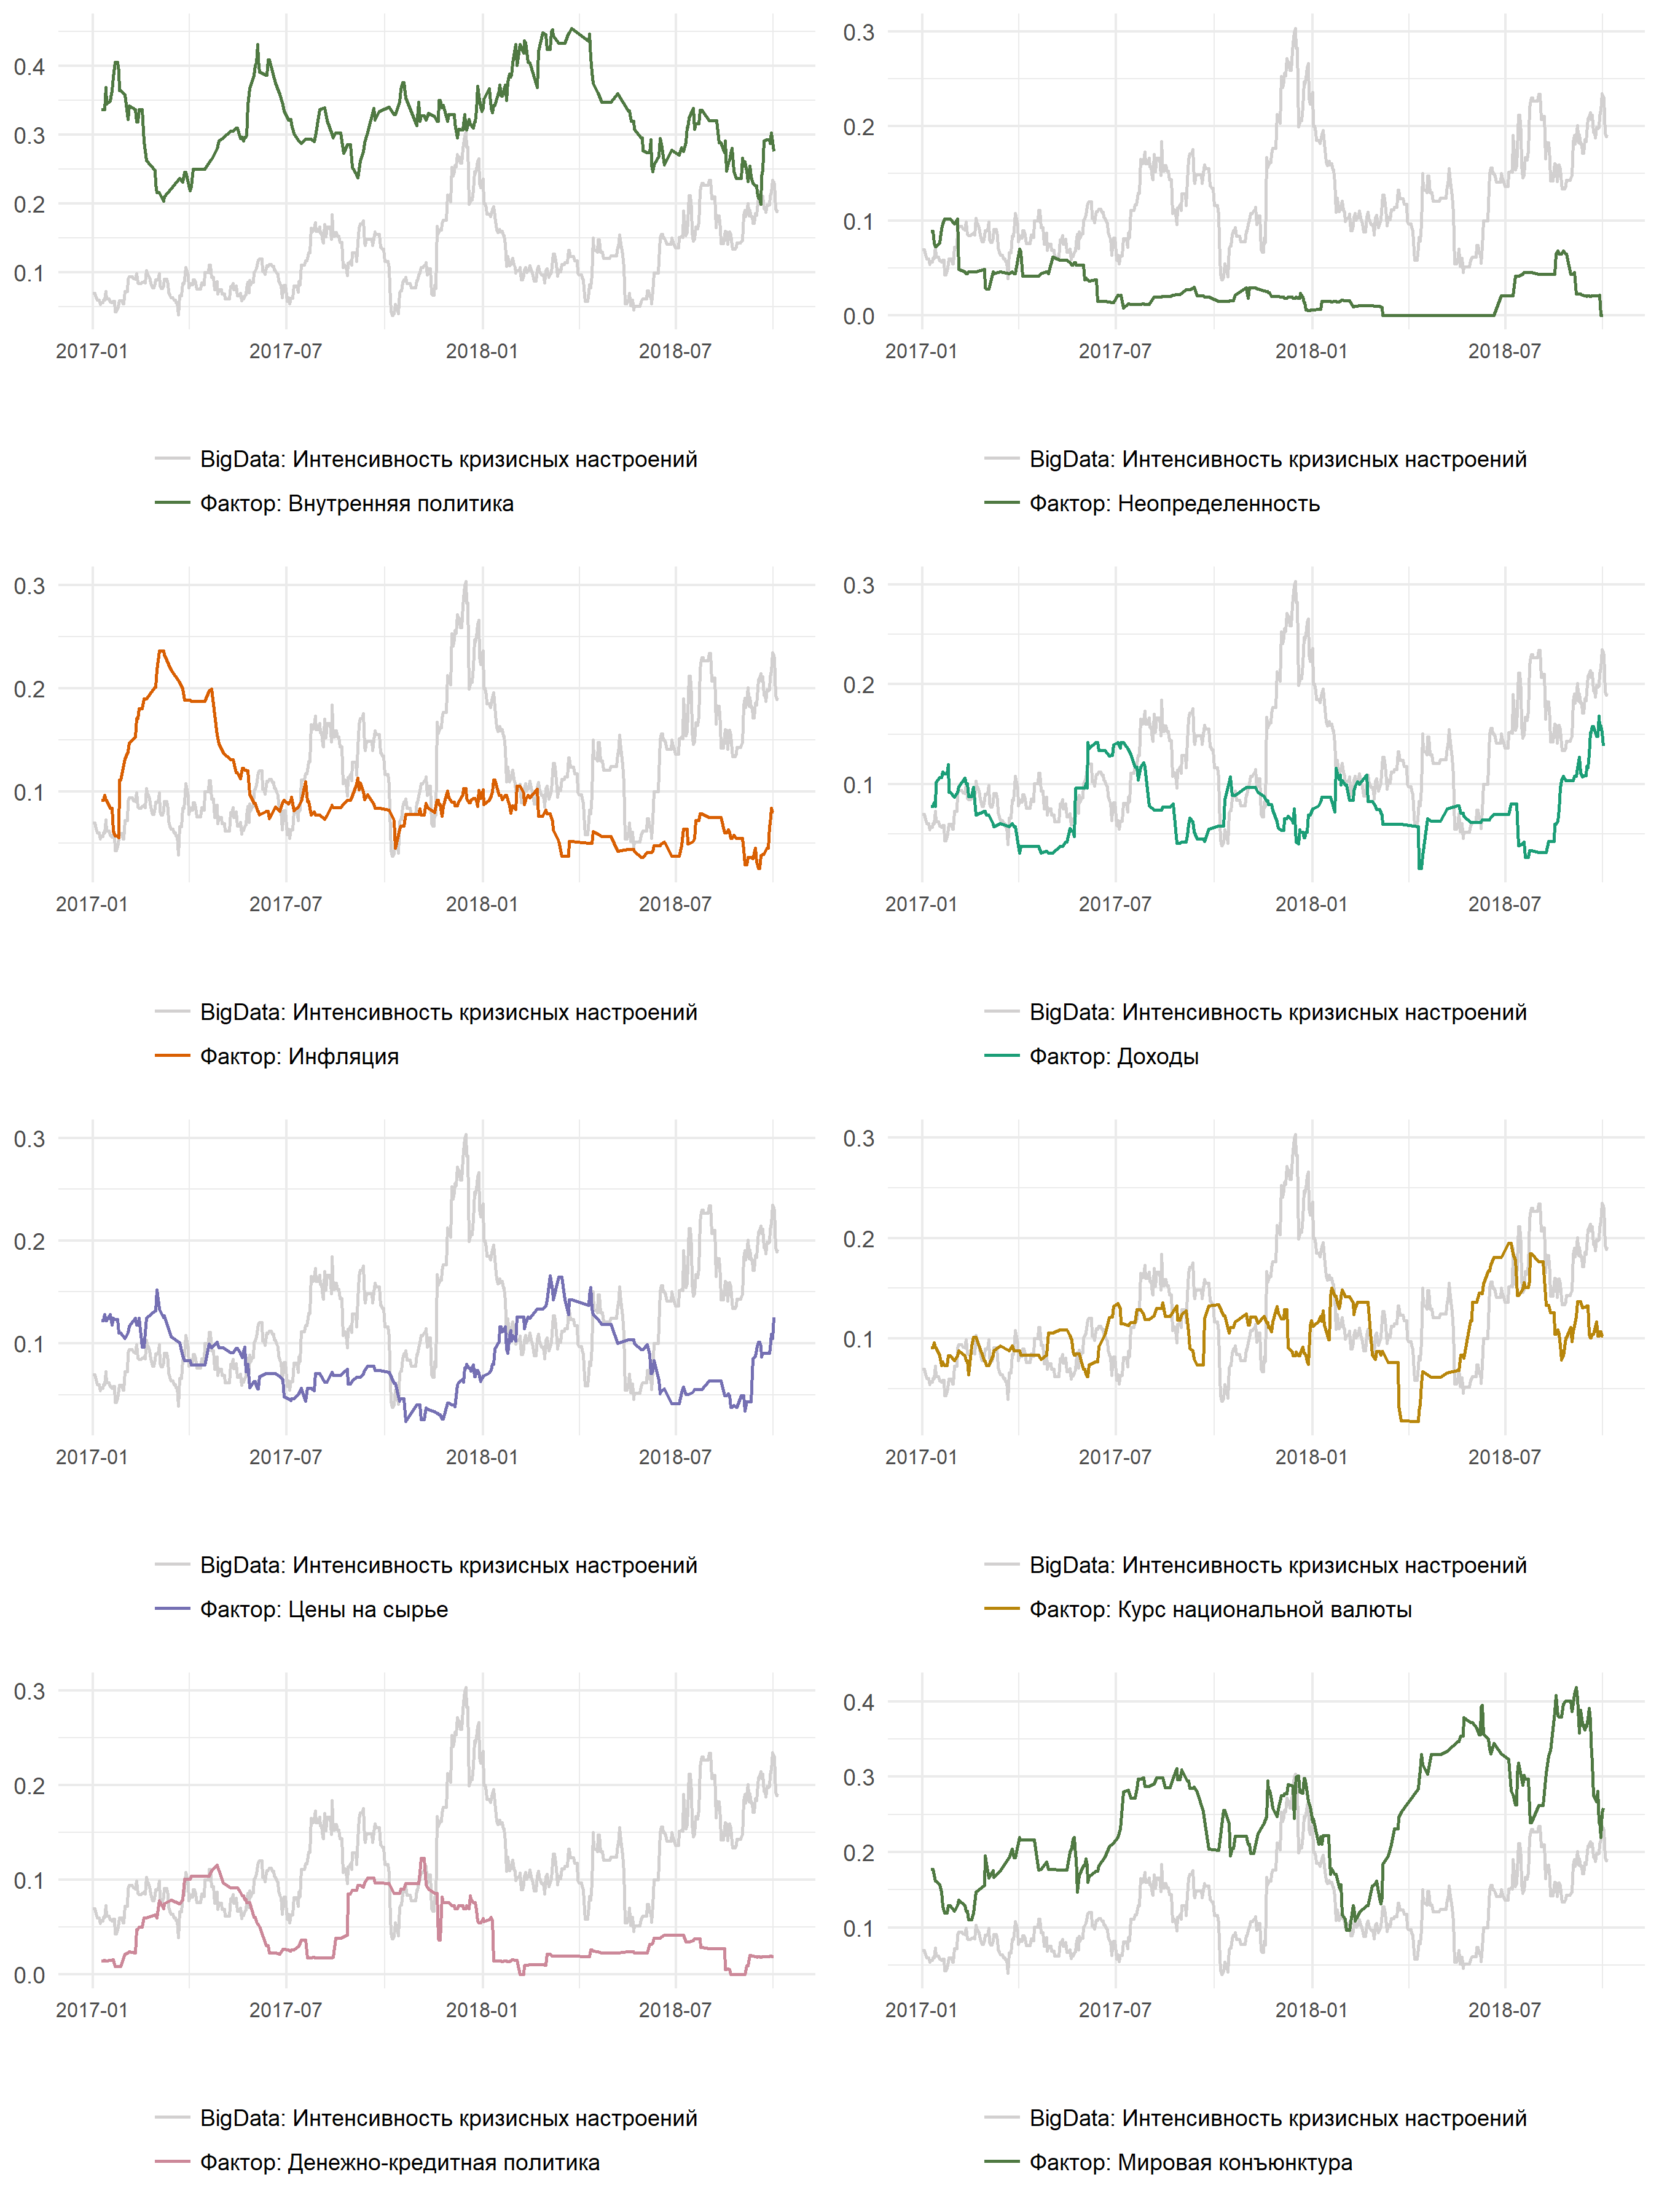 0.4
0.3
0.2
0.1
2017-01 2017-07 2018-01 2018-07
BigData: Интенсивность кризисных настроений
Фактор: Внутренняя политика
0.3
0.2
0.1
0.0
2017-01 2017-07 2018-01 2018-07
BigData: Интенсивность кризисных настроений
Фактор: Неопределенность
0.3
0.2
0.1
2017-01 2017-07 2018-01 2018-07
BigData: Интенсивность кризисных настроений
Фактор: Инфляция
0.3
0.2
0.1
2017-01 2017-07 2018-01 2018-07
BigData: Интенсивность кризисных настроений
Фактор: Доходы
0.3
0.2
0.1
2017-01 2017-07 2018-01 2018-07
BigData: Интенсивность кризисных настроений
Фактор: Цены на сырье
0.3
0.2
0.1
2017-01 2017-07 2018-01 2018-07
BigData: Интенсивность кризисных настроений
Фактор: Курс национальной валюты
0.3
0.2
0.1
0.0
2017-01 2017-07 2018-01 2018-07
BigData: Интенсивность кризисных настроений
Фактор: Денежно-кредитная политика
0.4
0.3
0.2
0.1
2017-01 2017-07 2018-01 2018-07
BigData: Интенсивность кризисных настроений
Фактор: Мировая конъюнктура